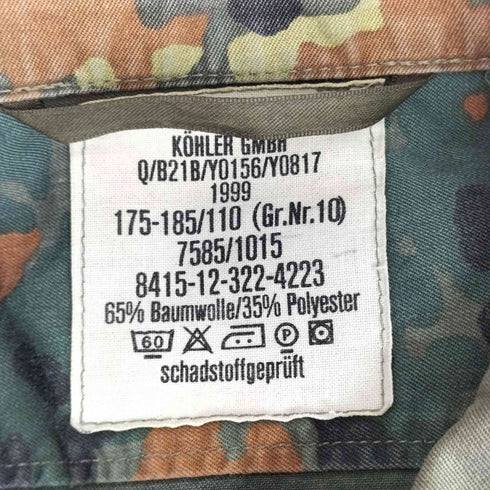 KÖHLER GMBH
Q/B21B/Y0156/Y0817
1999
175-185/110 (Gr.Nr.10)
7585/1015
8415-12-322-4223
65% Baumwolle/35% Polyester
60 P
schadstoffgeprüft